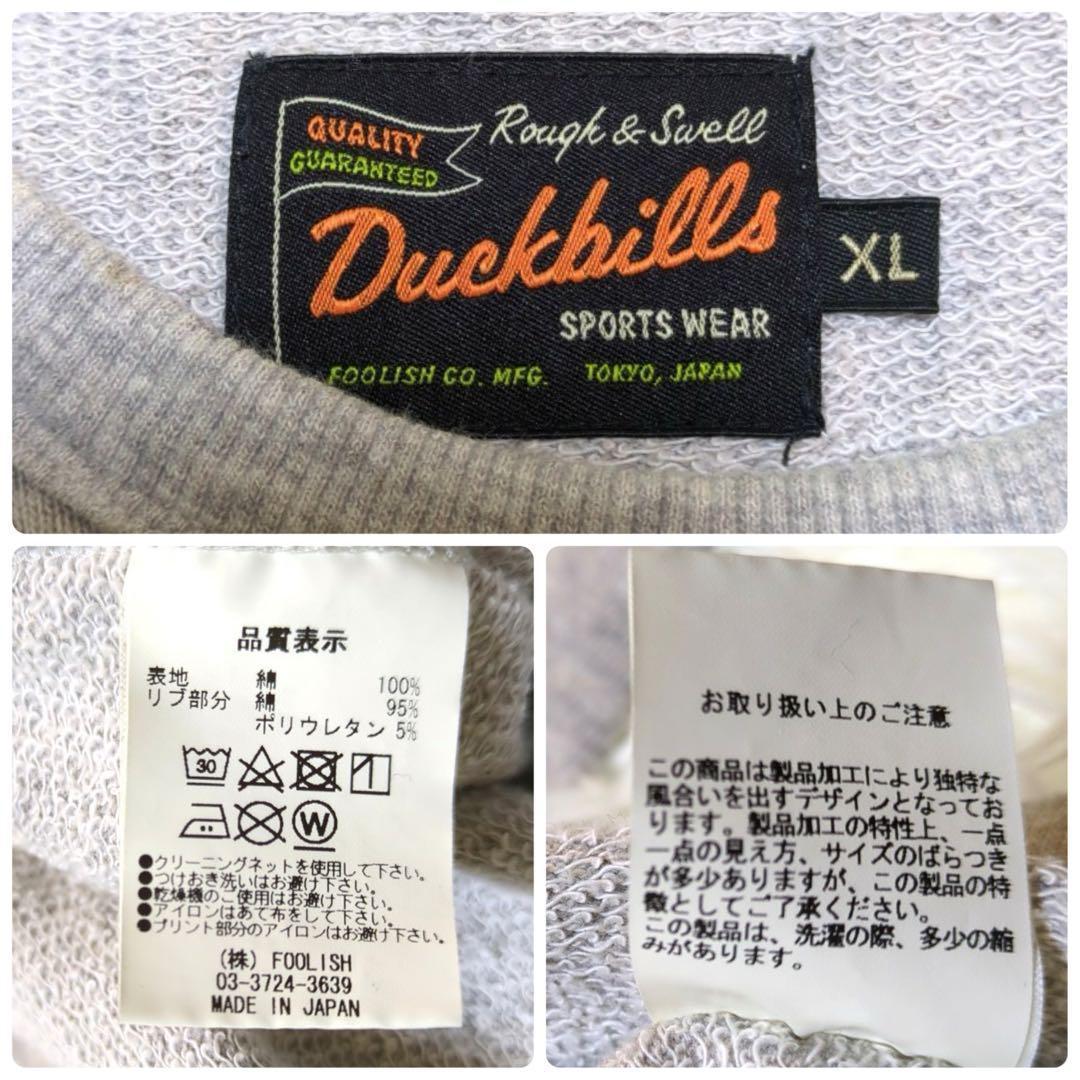 QUALITY
GUARANTEED
Rough & Swell
Duckbills
SPORTS WEAR
FOOLISH CO. MFG. TOKYO, JAPAN
XL
品質表示
表地 綿 100%
リブ部分 綿 95%
ポリウレタン 5%
30
W
●クリーニングネットを使用して下さい。
●つけおき洗いはお避け下さい。
●乾燥機のご使用はお避け下さい。
●アイロンはあて布をして下さい。
●プリント部分のアイロンはお避け下さい。
(株) FOOLISH
03-3724-3639
MADE IN JAPAN
お取り扱い上のご注意
この商品は製品加工により独特な
風合いを出すデザインとなってお
ります。製品加工の特性上、一点
一点の見え方、サイズのばらつき
が多少ありますが、この製品の特
徴としてご了承ください。
この製品は、洗濯の際、多少の縮
みがあります。